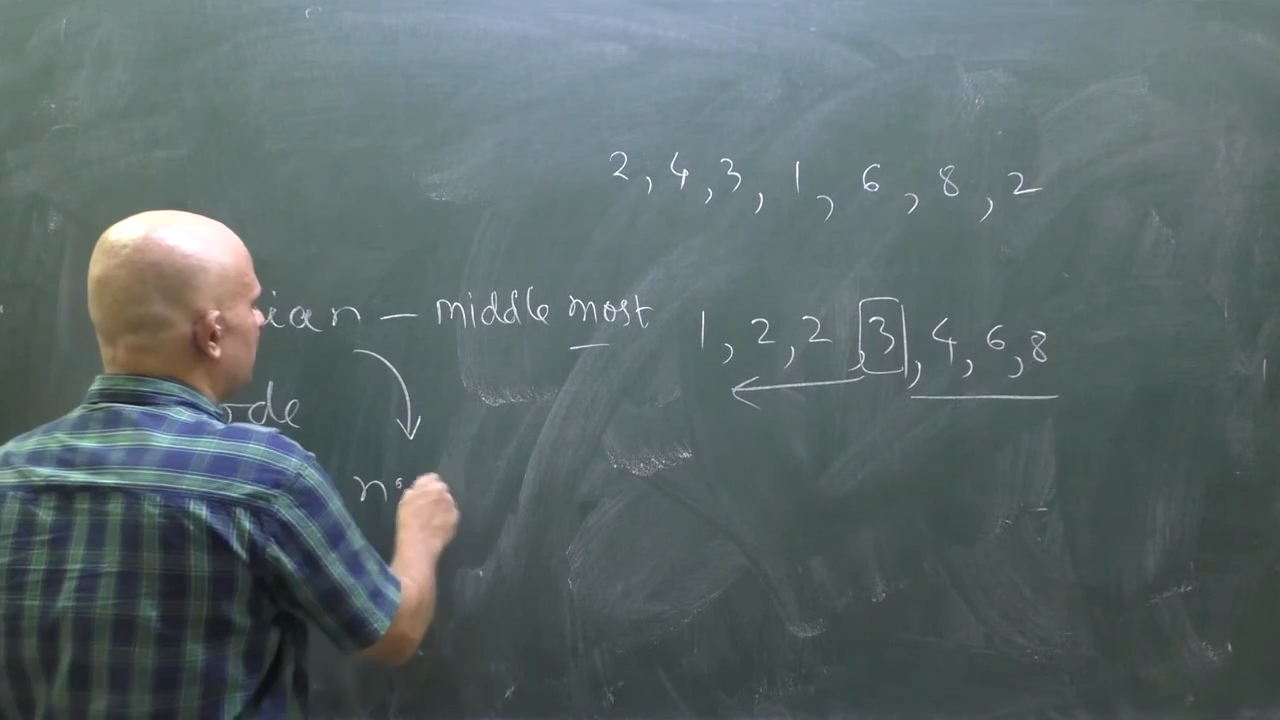 2, 4, 3, 1, 6, 8, 2
ian – middle most 1, 2, 2, 3, 4, 6, 8
de